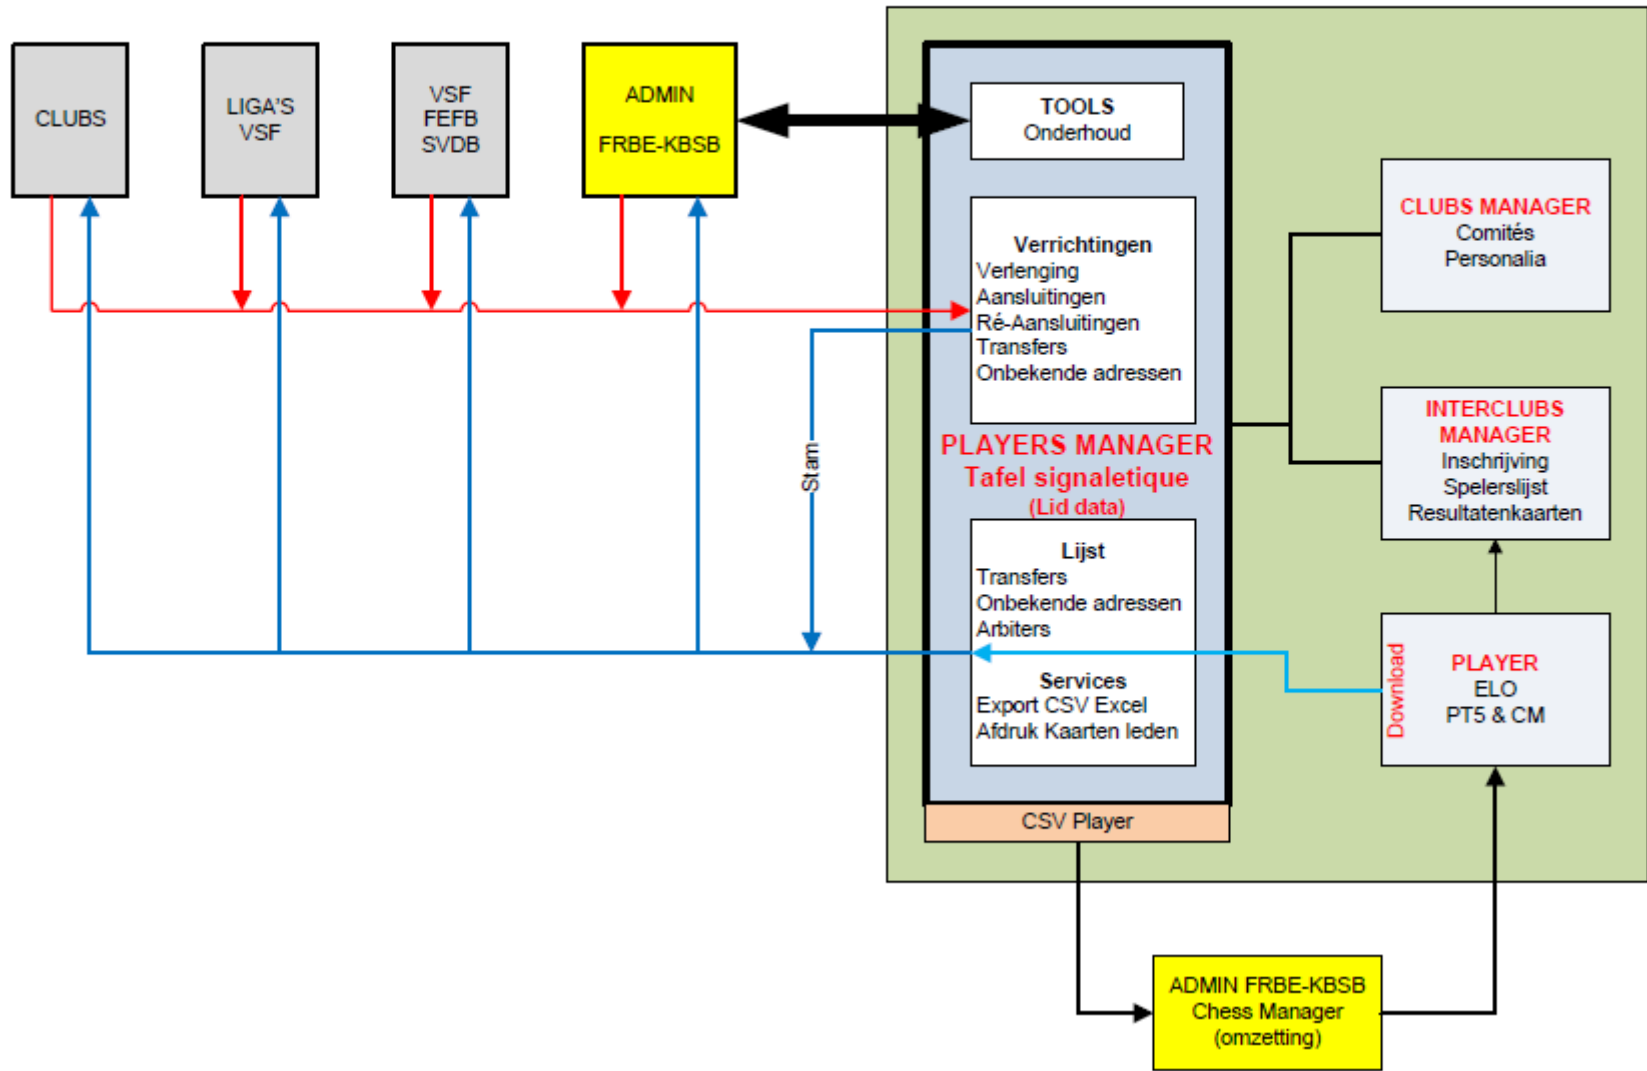 CLUBS
LIGA'S
VSF
VSF
FEFB
SVDB
ADMIN
FRBE-KBSB
TOOLS
Onderhoud
Verrichtingen
Verlenging
Aansluitingen
Ré-Aansluitingen
Transfers
Onbekende adressen
Stam
PLAYERS MANAGER
Tafel signaletique
(Lid data)
Lijst
Transfers
Onbekende adressen
Arbiters
Services
Export CSV Excel
Afdruk Kaarten leden
CSV Player
CLUBS MANAGER
Comités
Personalia
INTERCLUBS
MANAGER
Inschrijving
Spelerslijst
Resultatenkaarten
Download
PLAYER
ELO
PT5 & CM
ADMIN FRBE-KBSB
Chess Manager
(omzetting)